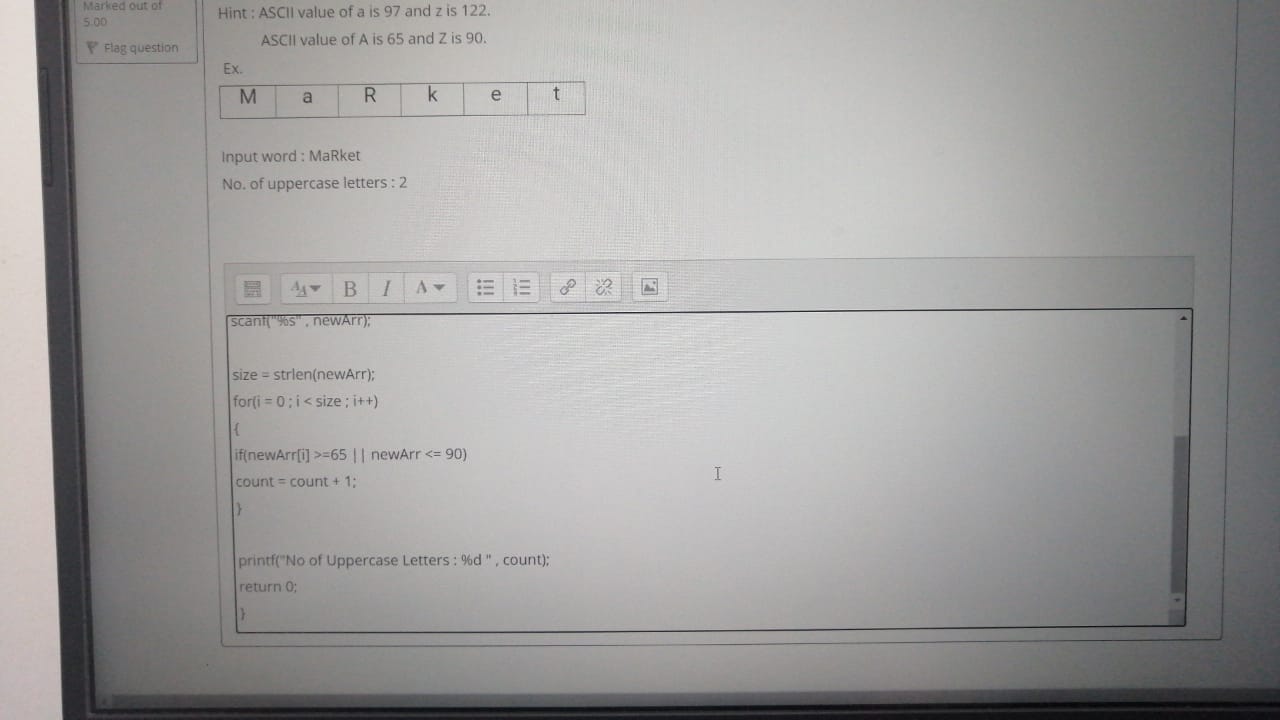 Marked out of
5.00
Flag question
Hint : ASCII value of a is 97 and z is 122.
ASCII value of A is 65 and Z is 90.
Ex.
M a R k e t
Input word : MaRket
No. of uppercase letters : 2
scanf("%s" , newArr);
size = strlen(newArr);
for(i = 0 ; i < size ; i++)
{
if(newArr[i] >=65 || newArr <= 90)
count = count + 1;
}
printf("No of Uppercase Letters : %d " , count);
return 0;
}